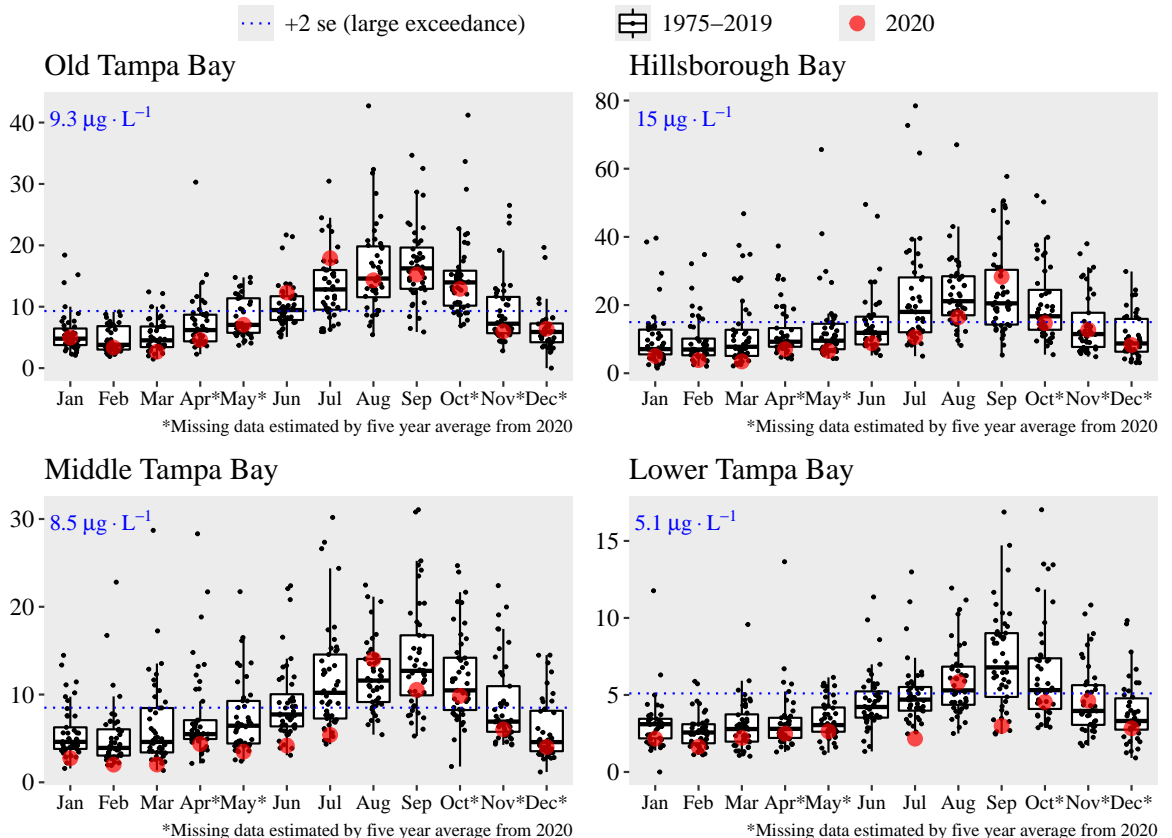 +2 se (large exceedance) 1975–2019 2020
Old Tampa Bay
9.3 μg · L⁻¹
40
30
20
10
0
Jan Feb Mar Apr* May* Jun Jul Aug Sep Oct* Nov* Dec*
*Missing data estimated by five year average from 2020
Hillsborough Bay
15 μg · L⁻¹
80
60
40
20
0
Jan Feb Mar Apr* May* Jun Jul Aug Sep Oct* Nov* Dec*
*Missing data estimated by five year average from 2020
Middle Tampa Bay
8.5 μg · L⁻¹
30
20
10
0
Jan Feb Mar Apr* May* Jun Jul Aug Sep Oct* Nov* Dec*
*Missing data estimated by five year average from 2020
Lower Tampa Bay
5.1 μg · L⁻¹
15
10
5
0
Jan Feb Mar Apr* May* Jun Jul Aug Sep Oct* Nov* Dec*
*Missing data estimated by five year average from 2020